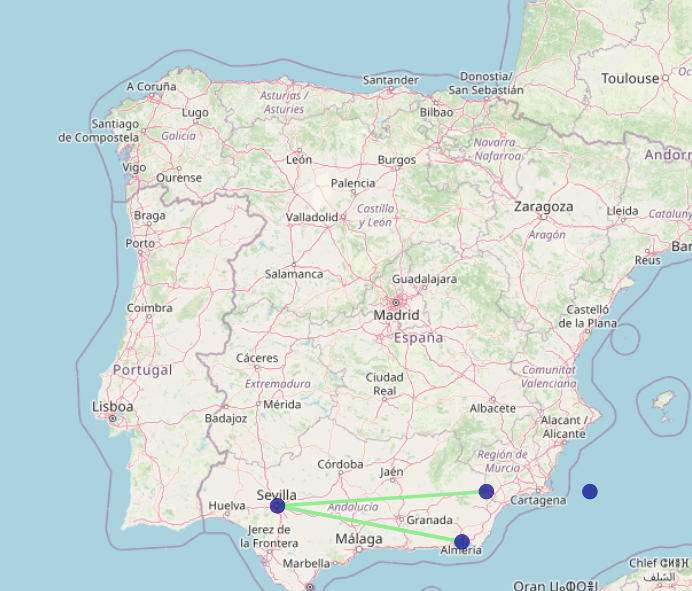 Toulouse
Santander
Donostia/
San Sebastián
A Coruña
Asturias /
Asturies
Bilbao
Lugo
Santiago
de Compostela
Galicia
Navarra
Nafarroa
Andorr
León
Burgos
Vigo
Ourense
Palencia
Braga
Valladolid
Castilla
y León
Zaragoza
Lleida
Cataluny
Porto
Aragón
Bar
Reus
Salamanca
Guadalajara
Coimbra
Madrid
Castelló
de la Plana
España
Portugal
Cáceres
Comunitat
Valenciana
Extremadura
Ciudad
Real
Lisboa
Mérida
Albacete
Badajoz
Alacant /
Alicante
Región de
Murcia
Córdoba
Jaén
Sevilla
Huelva
Andalucía
Cartagena
Granada
Jerez de
la Frontera
Málaga
Almería
Marbella
Chlef ⵛⵍⴻⴼ
الشلف
Oran